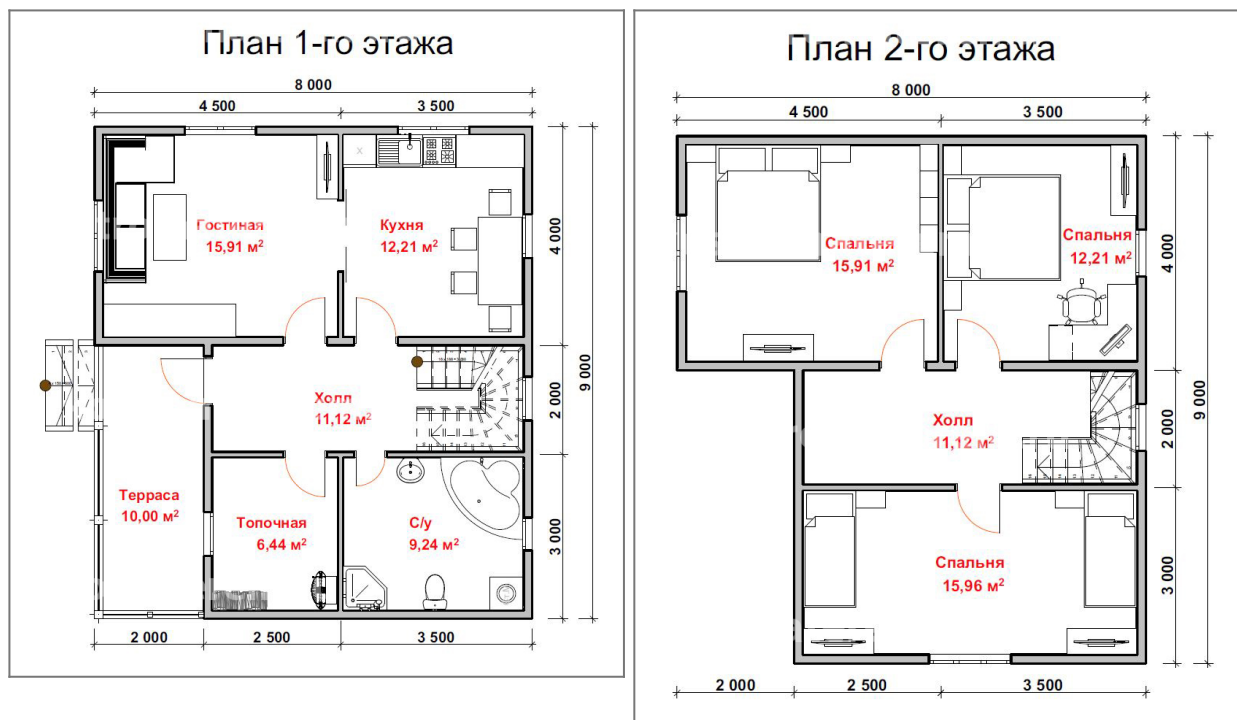 План 1-го этажа
8 000
4 500
3 500
Гостиная
15,91 м²
Кухня
12,21 м²
4 000
9 000
Холл
11,12 м²
2 000
Терраса
10,00 м²
Топочная
6,44 м²
С/у
9,24 м²
3 000
2 000
2 500
3 500
План 2-го этажа
8 000
4 500
3 500
Спальня
15,91 м²
Спальня
12,21 м²
4 000
9 000
Холл
11,12 м²
2 000
Спальня
15,96 м²
3 000
2 000
2 500
3 500